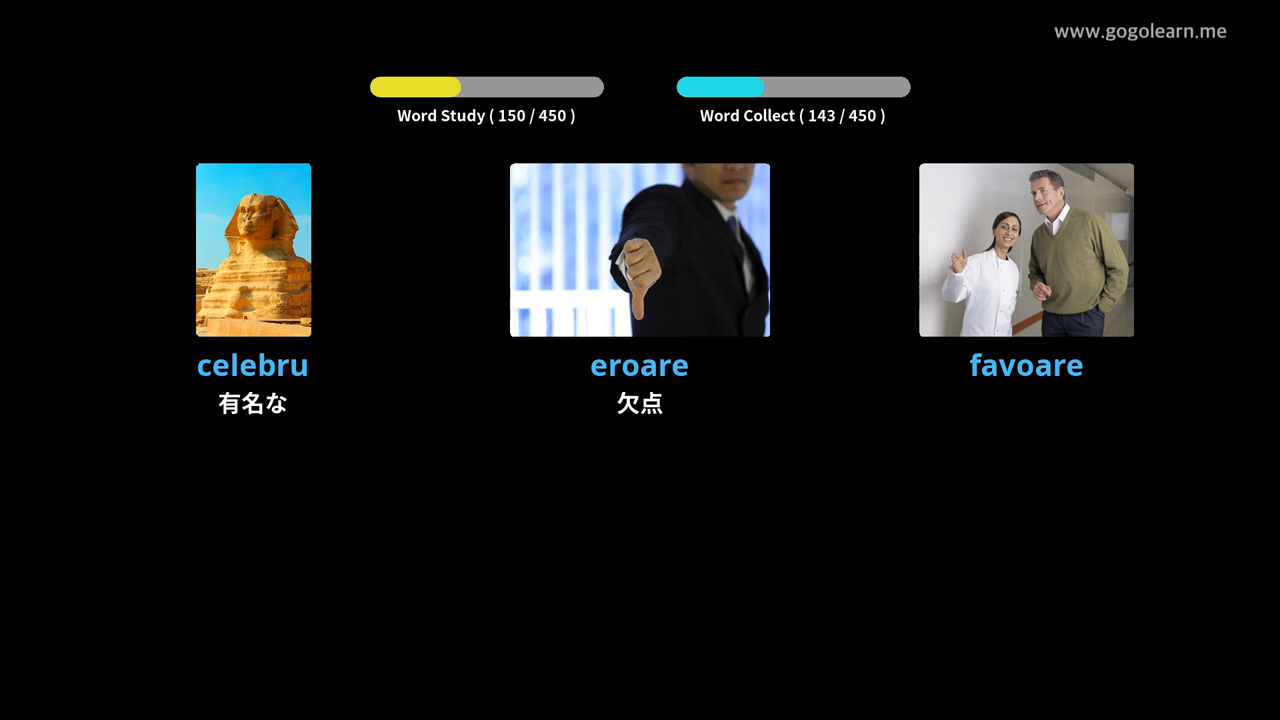 www.gogolearn.me
Word Study ( 150 / 450 )
Word Collect ( 143 / 450 )
celebru
eroare
favoare
有名な
欠点